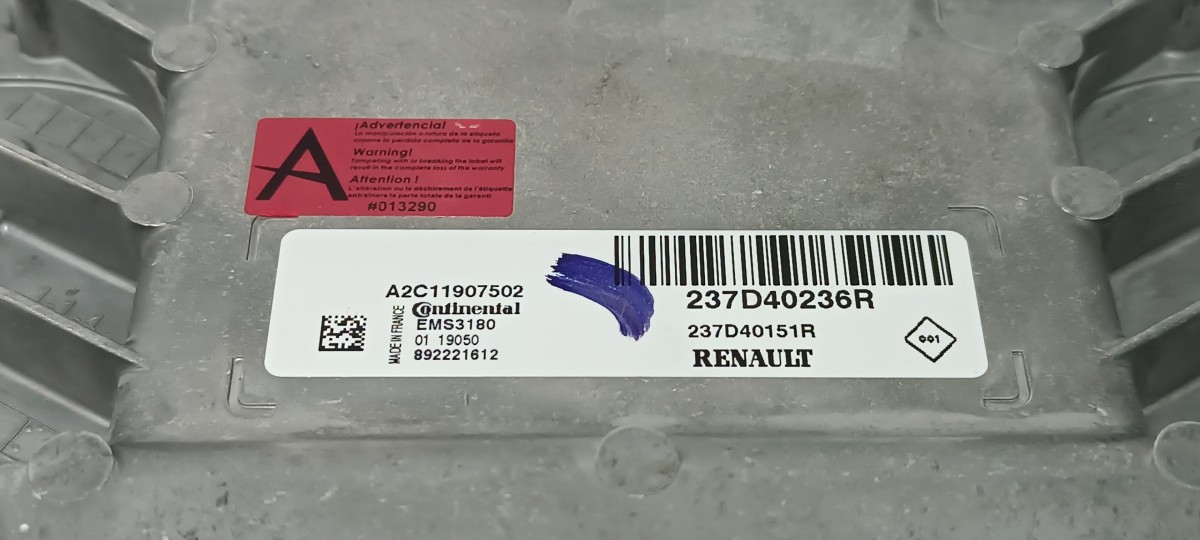 A
¡Advertencia!
La manipulación o rotura de la etiqueta
supone la pérdida completa de la garantía
Warning!
Tampering with or breaking the label will
result in the complete loss of the warranty
Attention !
L'altération ou le déchirement de l'étiquette
entraînera la perte totale de la garanti
#013290
A2C11907502
Continental
EMS3180
01 19050
892221612
MADE IN FRANCE
237D40236R
237D40151R
RENAULT
001